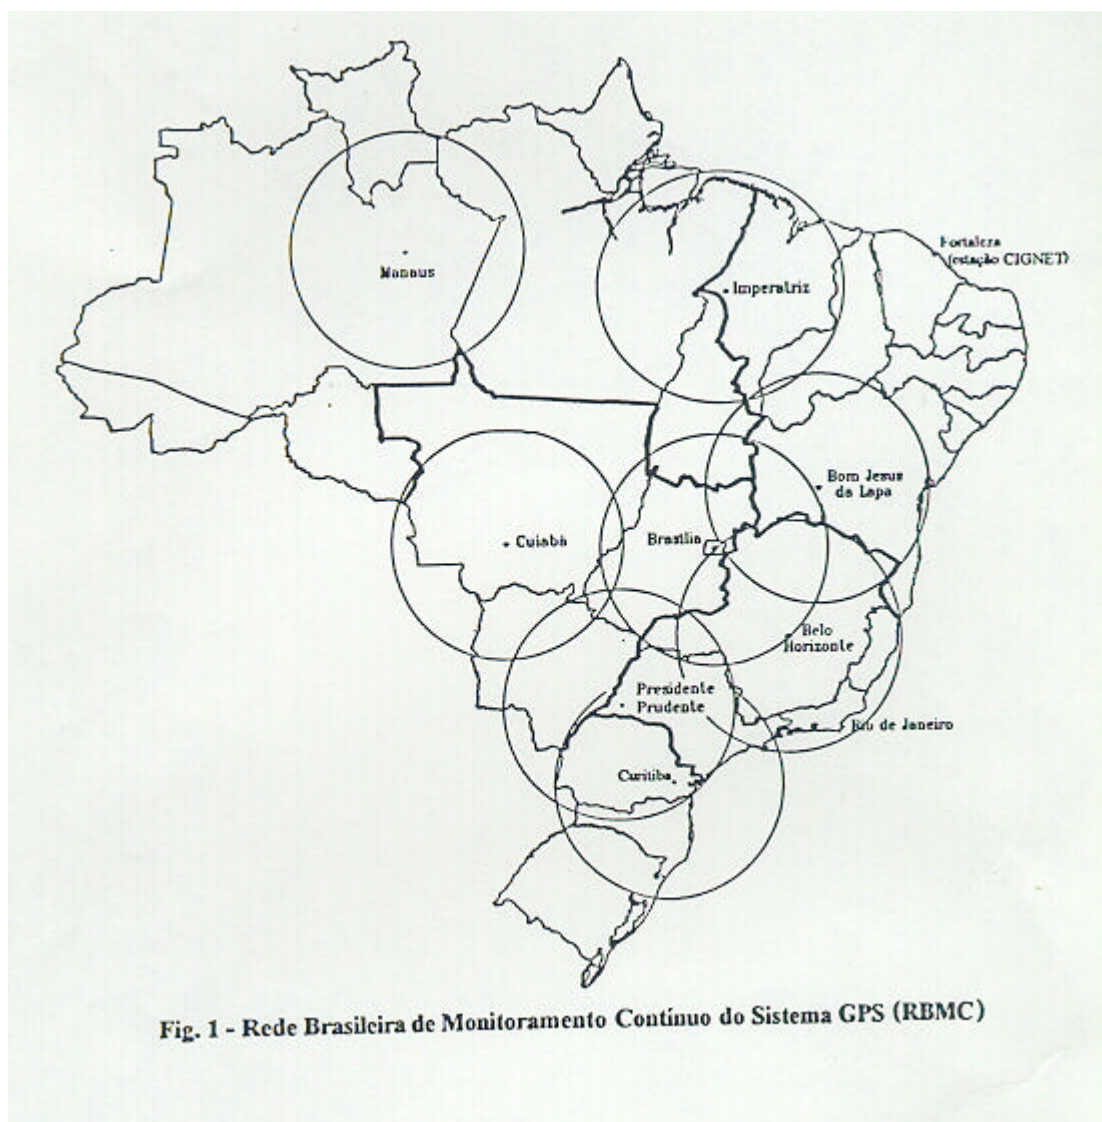 Fortaleza
(estação CIGNET)
Manaus
Imperatriz
Bom Jesus
da Lapa
Cuiabá
Brasília
Belo
Horizonte
Presidente
Prudente
Rio de Janeiro
Curitiba
Fig. 1 - Rede Brasileira de Monitoramento Contínuo do Sistema GPS (RBMC)